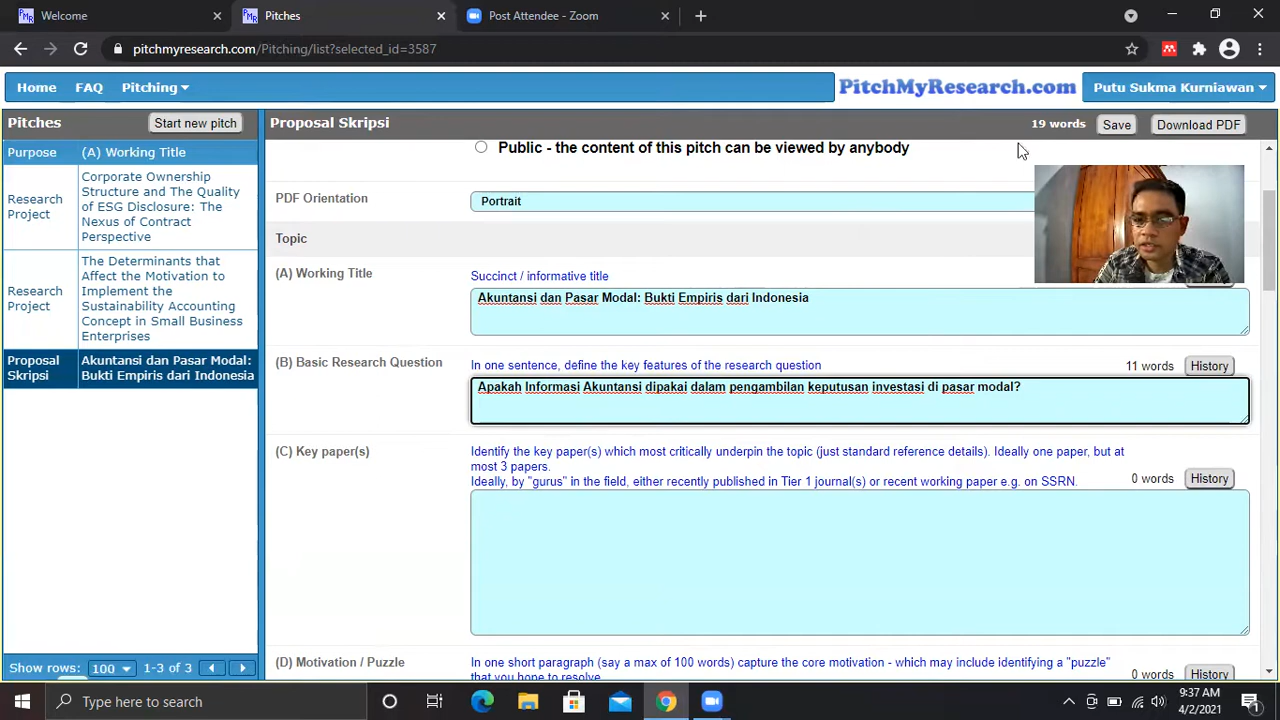 Welcome
Pitches
Post Attendee - Zoom
pitchmyresearch.com/Pitching/list?selected_id=3587
Home FAQ Pitching
PitchMyResearch.com
Putu Sukma Kurniawan
Pitches
Start new pitch
Proposal Skripsi
19 words
Save
Download PDF
Purpose
(A) Working Title
Research
Project
Corporate Ownership
Structure and The Quality
of ESG Disclosure: The
Nexus of Contract
Perspective
Research
Project
The Determinants that
Affect the Motivation to
Implement the
Sustainability Accounting
Concept in Small Business
Enterprises
Proposal
Skripsi
Akuntansi dan Pasar Modal:
Bukti Empiris dari Indonesia
Show rows: 100 1-3 of 3
Public - the content of this pitch can be viewed by anybody
PDF Orientation
Portrait
Topic
(A) Working Title
Succinct / informative title
Akuntansi dan Pasar Modal: Bukti Empiris dari Indonesia
(B) Basic Research Question
In one sentence, define the key features of the research question
11 words
History
Apakah Informasi Akuntansi dipakai dalam pengambilan keputusan investasi di pasar modal?
(C) Key paper(s)
Identify the key paper(s) which most critically underpin the topic (just standard reference details). Ideally one paper, but at
most 3 papers.
Ideally, by "gurus" in the field, either recently published in Tier 1 journal(s) or recent working paper e.g. on SSRN.
0 words
History
(D) Motivation / Puzzle
In one short paragraph (say a max of 100 words) capture the core motivation - which may include identifying a "puzzle"
that you hope to resolve.
0 words
History
Type here to search
9:37 AM
4/2/2021
1